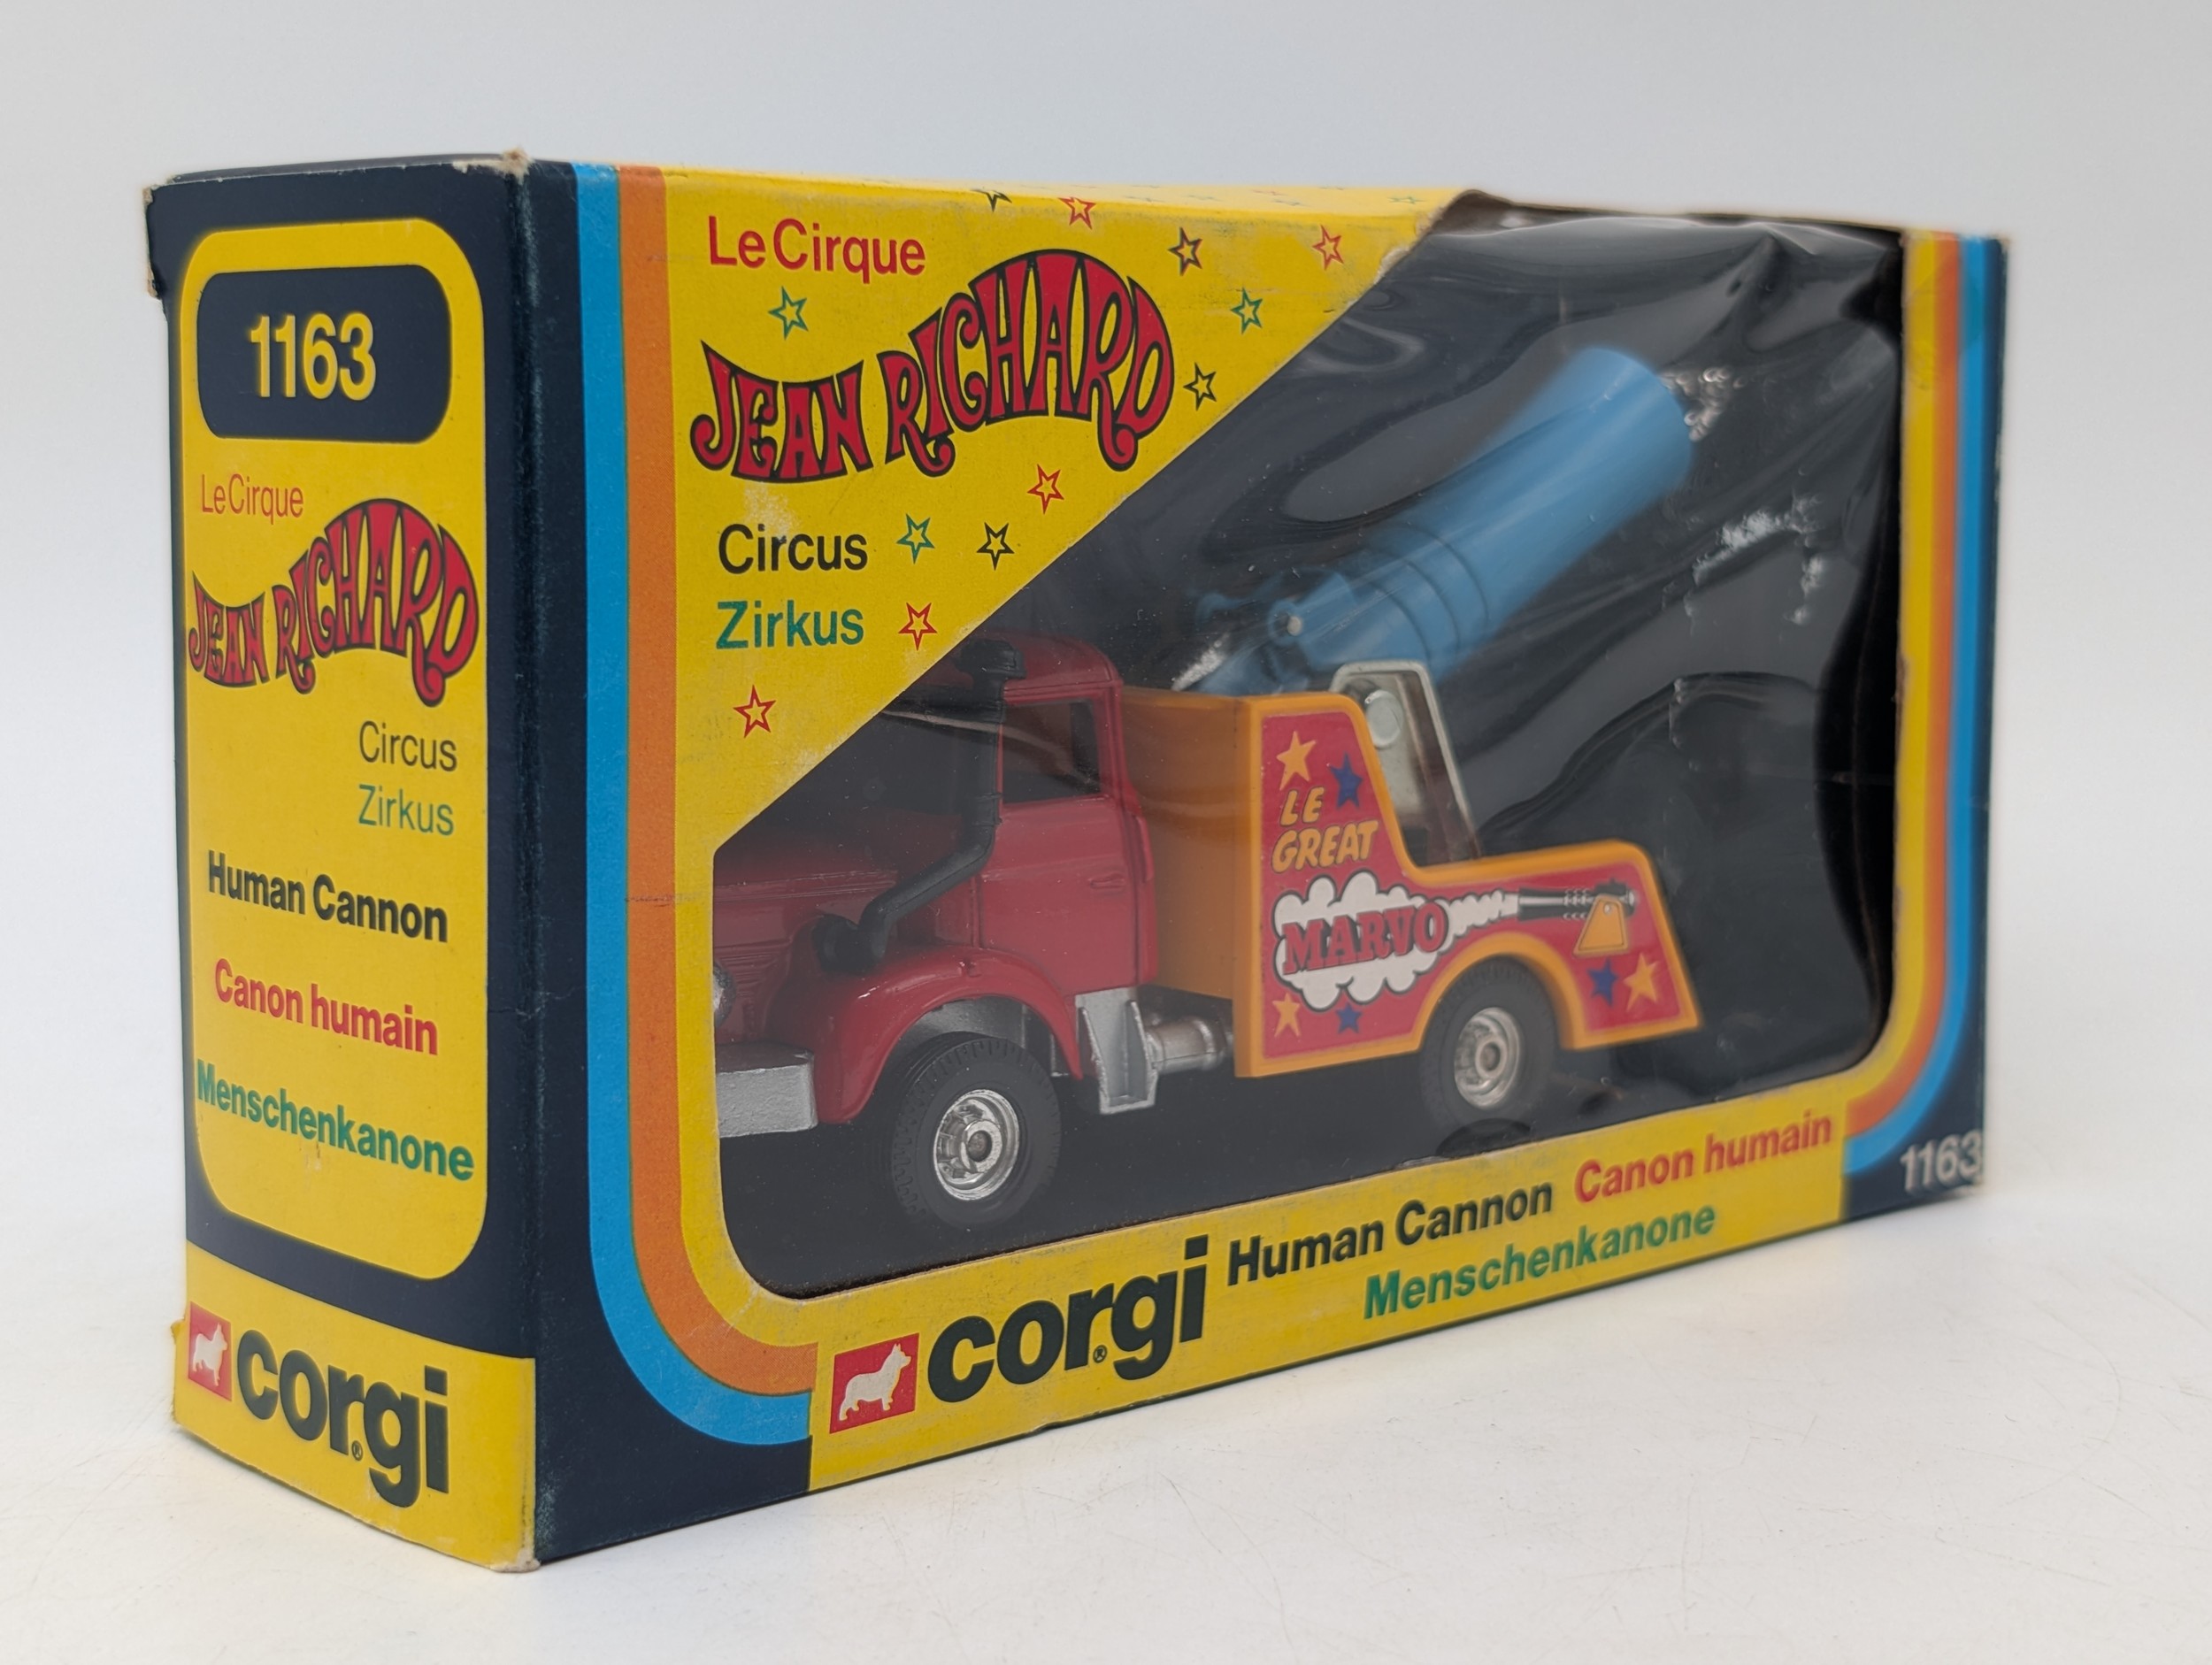 1163
Le Cirque
JEAN RICHARD
Circus
Zirkus
Human Cannon
Canon humain
Menschenkanone
corgi®
Le Cirque
JEAN RICHARD
Circus
Zirkus
LE
GREAT
MARVO
corgi® Human Cannon Canon humain
Menschenkanone
1163